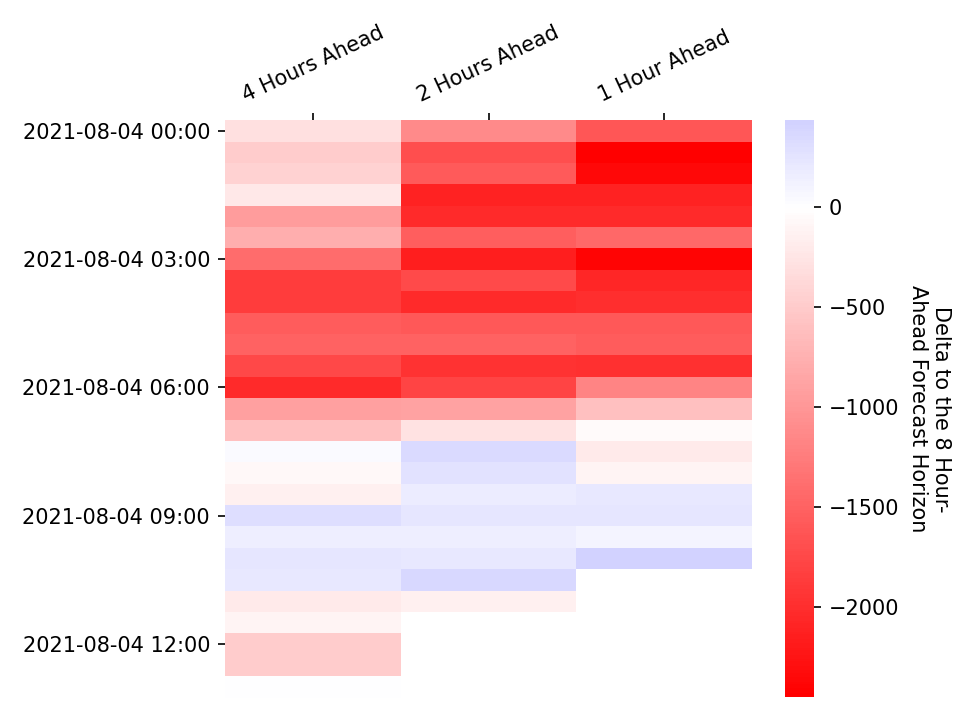 4 Hours Ahead
2 Hours Ahead
1 Hour Ahead
2021-08-04 00:00
2021-08-04 03:00
2021-08-04 06:00
2021-08-04 09:00
2021-08-04 12:00
0
−500
−1000
−1500
−2000
Delta to the 8 Hour-
Ahead Forecast Horizon